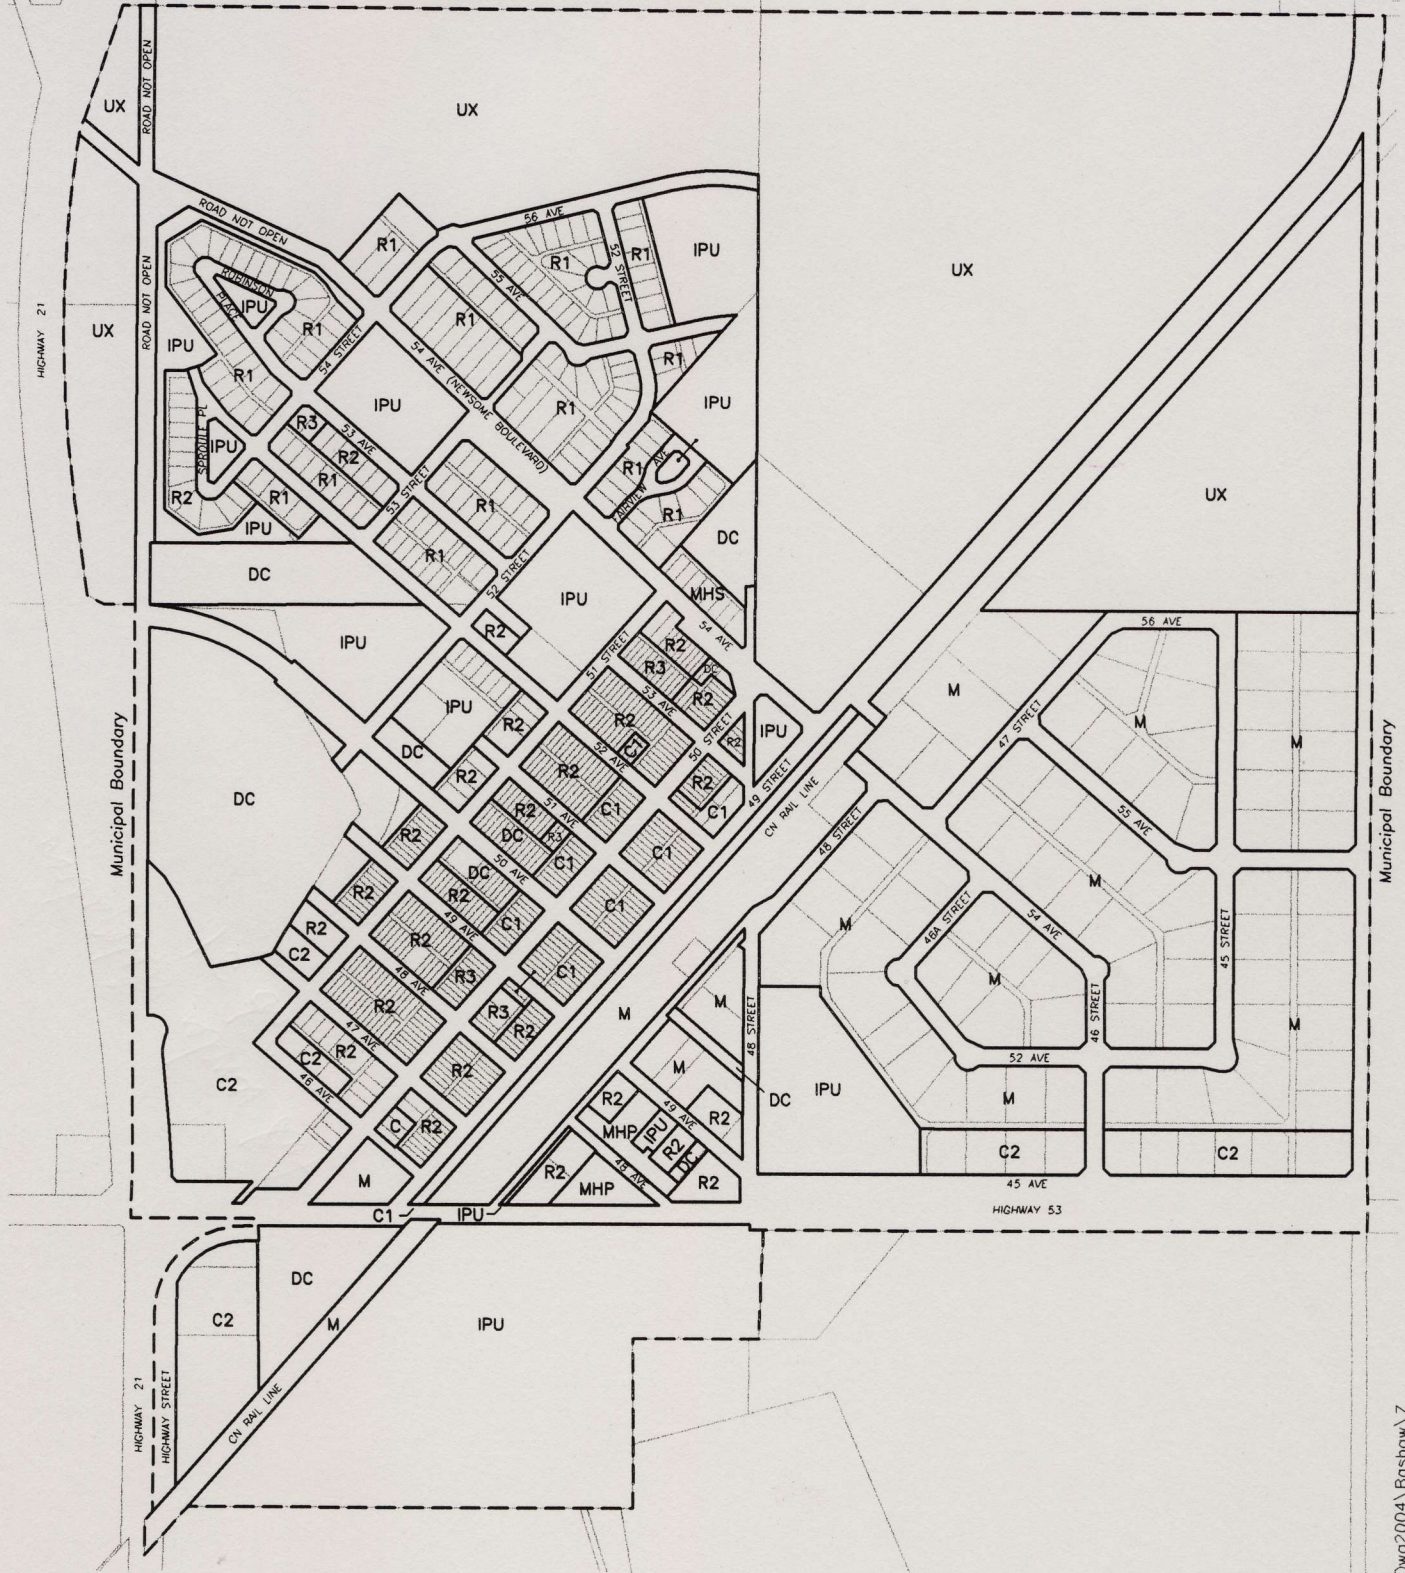 UX
ROAD NOT OPEN
UX
ROAD NOT OPEN
R1
56 AVE
R1
52 STREET
R1
IPU
UX
HIGHWAY 21
UX
ROAD NOT OPEN
ROBINSON
PLACE
IPU
R1
54 STREET
55 AVE
R1
IPU
R1
54 AVE (NEWSOME BOULEVARD)
IPU
R1
R1
IPU
SPROULE PL
IPU
R3
53 AVE
R2
R1
R2
R1
IPU
53 STREET
R1
R1
R1
FAIRVIEW AVE
R1
DC
UX
DC
52 STREET
IPU
MHS
54 AVE
IPU
R2
51 STREET
R2
R3
DC
R2
53 AVE
56 AVE
M
IPU
R2
R2
C1
50 STREET
R2
IPU
47 STREET
M
M
Municipal Boundary
DC
DC
R2
R2
52 AVE
C1
R2
C1
49 STREET
CN RAIL LINE
Municipal Boundary
R2
51 AVE
R3
DC
C1
C1
48 STREET
55 AVE
R2
DC
50 AVE
R2
R2
C1
C1
M
M
46A STREET
54 AVE
45 STREET
R2
C2
R2
49 AVE
R3
C1
M
R2
48 AVE
R3
R2
M
M
48 STREET
46 STREET
M
C2
R2
47 AVE
C2
46 AVE
R2
M
DC
IPU
52 AVE
M
C
R2
R2
MHP
IPU
49 AVE
R2
R2
DC
C2
C2
M
R2
MHP
48 AVE
R2
45 AVE
C1
IPU
HIGHWAY 53
DC
C2
M
IPU
HIGHWAY 21
HIGHWAY STREET
CN RAIL LINE